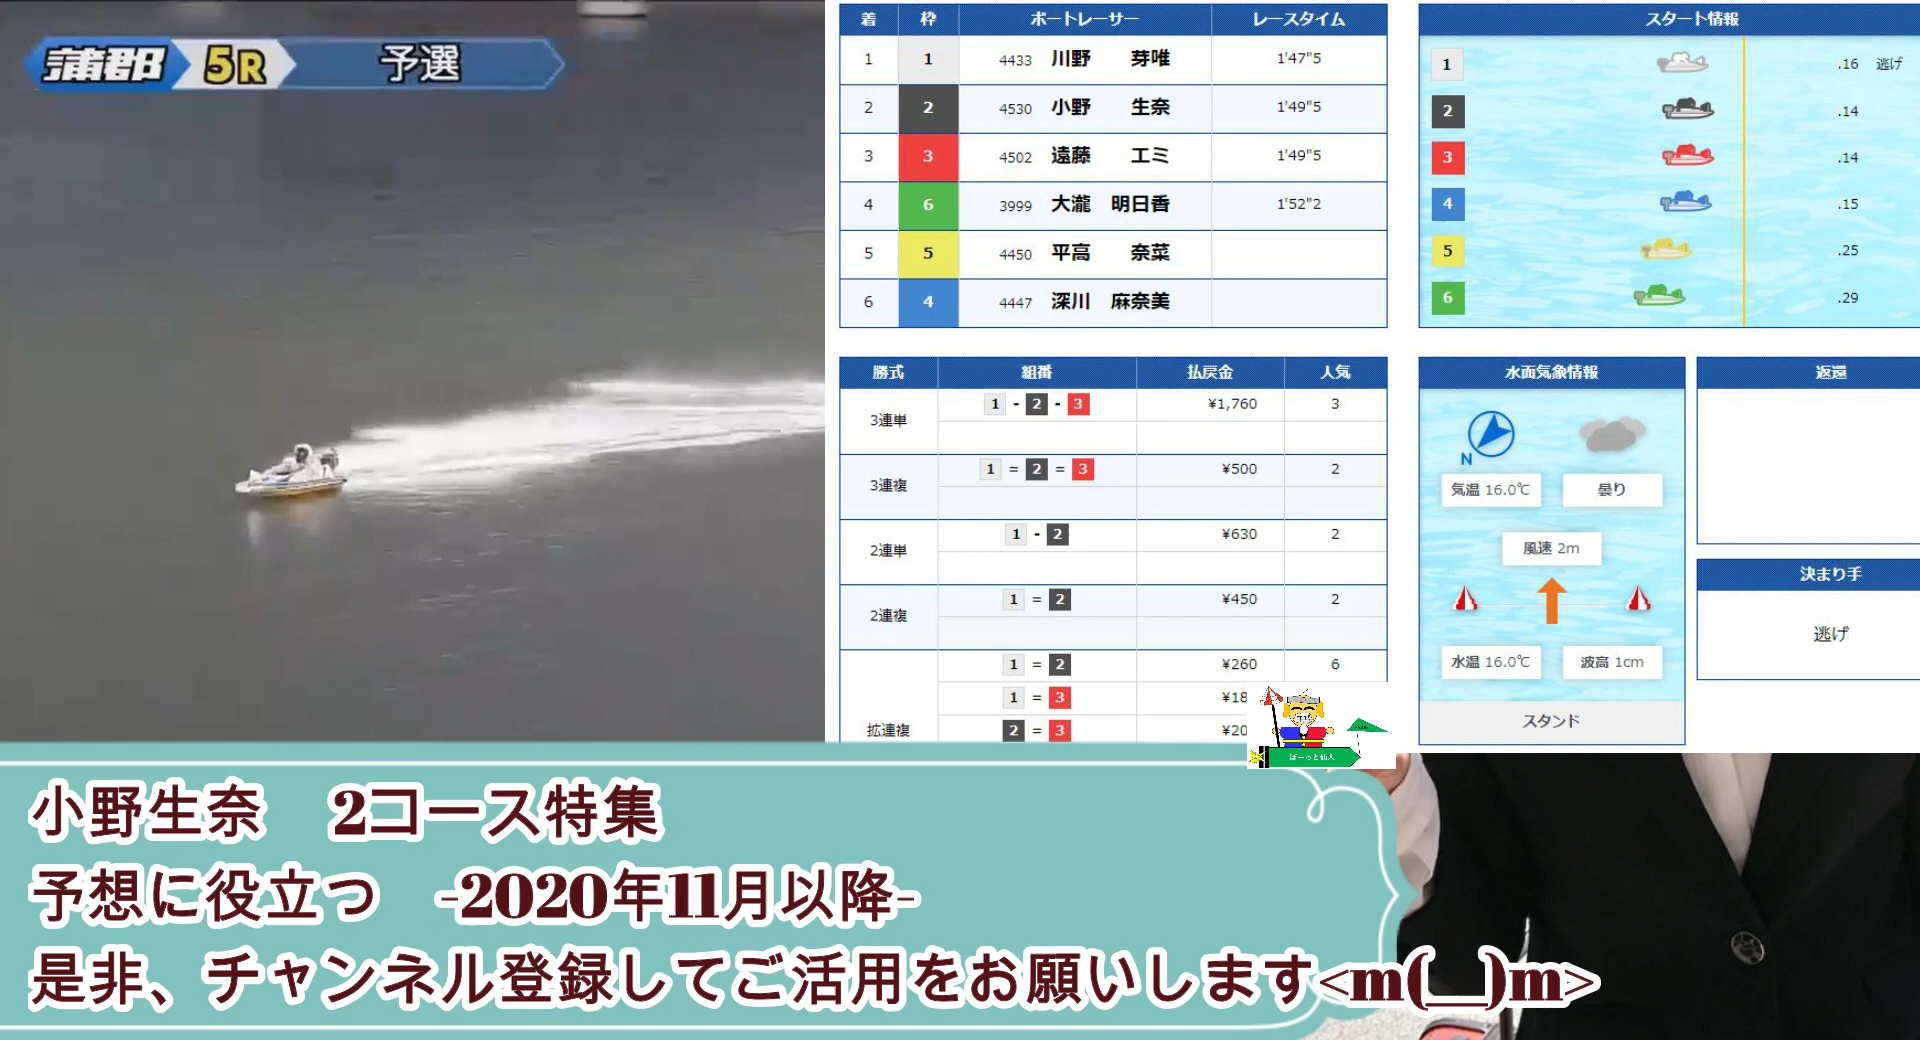 蒲郡 5R 予選
着 枠 ボートレーサー レースタイム
1 1 4433 川野 芽唯 1'47"5
2 2 4530 小野 生奈 1'49"5
3 3 4502 遠藤 エミ 1'49"5
4 6 3999 大瀧 明日香 1'52"2
5 5 4450 平高 奈菜
6 4 4447 深川 麻奈美
スタート情報
1 .16 逃げ
2 .14
3 .14
4 .15
5 .25
6 .29
勝式 組番 払戻金 人気
3連単 1 - 2 - 3 ¥1,760 3
3連複 1 = 2 = 3 ¥500 2
2連単 1 - 2 ¥630 2
2連複 1 = 2 ¥450 2
1 = 2 ¥260 6
1 = 3 ¥18
拡連複 2 = 3 ¥20
ぼーっと仙人
水面気象情報
N
気温 16.0℃ 曇り
風速 2m
水温 16.0℃ 波高 1cm
スタンド
返還
決まり手
逃げ
小野生奈 2コース特集
予想に役立つ -2020年11月以降-
是非、チャンネル登録してご活用をお願いします<m(__)m>